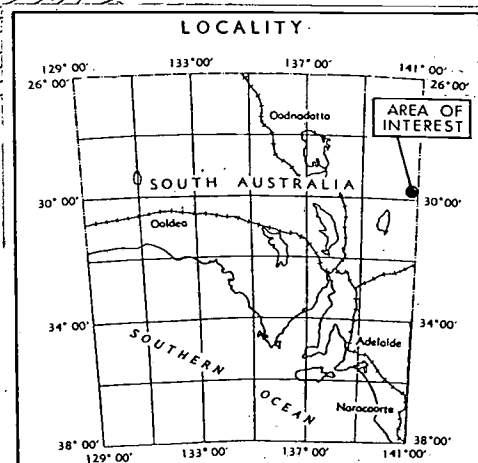 LOCALITY
129° 00' 133° 00' 137° 00' 141° 00'
26° 00' 26° 00'
Oodnadatta
AREA OF
INTEREST
SOUTH AUSTRALIA
30° 00' 30° 00'
Ooldea
34° 00' 34° 00'
Adelaide
SOUTHERN
OCEAN
Naracoorte
38° 00' 38° 00'
129° 00' 133° 00' 137° 00' 141° 00'